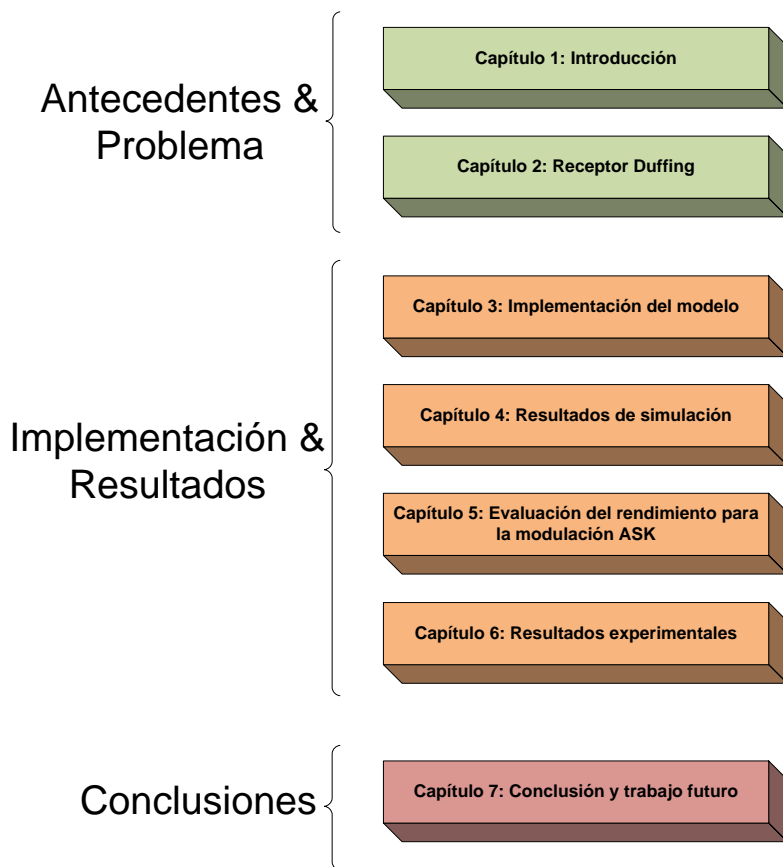 Antecedentes &
Problema
Capítulo 1: Introducción
Capítulo 2: Receptor Duffing
Implementación &
Resultados
Capítulo 3: Implementación del modelo
Capítulo 4: Resultados de simulación
Capítulo 5: Evaluación del rendimiento para
la modulación ASK
Capítulo 6: Resultados experimentales
Conclusiones
Capítulo 7: Conclusión y trabajo futuro